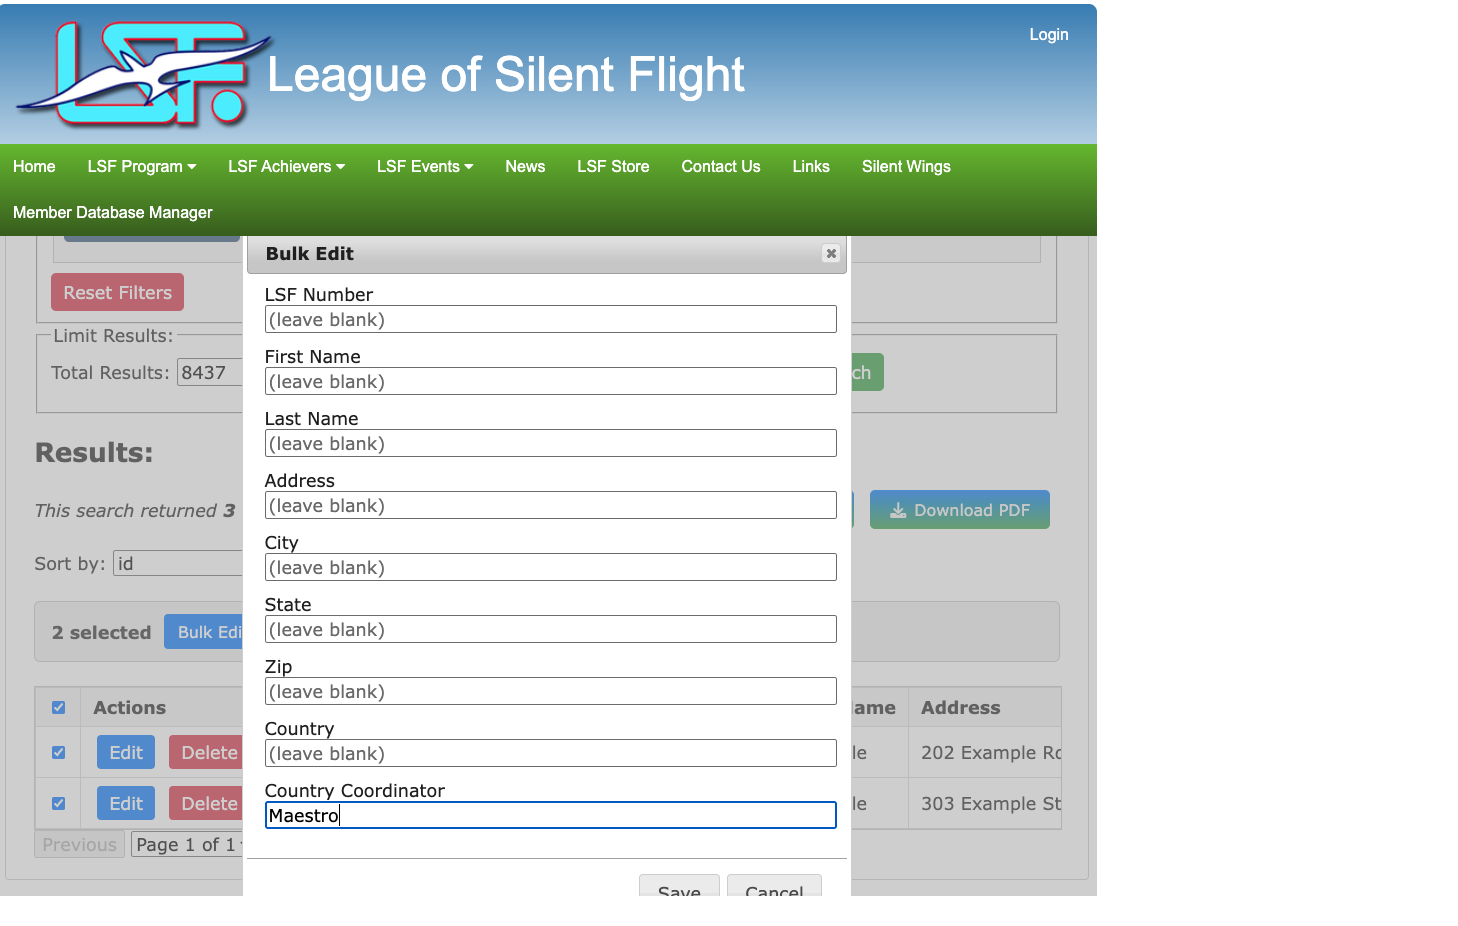 LSF.
League of Silent Flight
Login
Home LSF Program LSF Achievers LSF Events News LSF Store Contact Us Links Silent Wings
Member Database Manager
Bulk Edit
Reset Filters
Limit Results:
Total Results: 8437
ch
Results:
This search returned 3
Download PDF
Sort by: id
2 selected Bulk Edi
Actions ame Address
Edit Delete le 202 Example Rd
Edit Delete le 303 Example St
Previous Page 1 of 1
LSF Number
(leave blank)
First Name
(leave blank)
Last Name
(leave blank)
Address
(leave blank)
City
(leave blank)
State
(leave blank)
Zip
(leave blank)
Country
(leave blank)
Country Coordinator
Maestro
Save Cancel